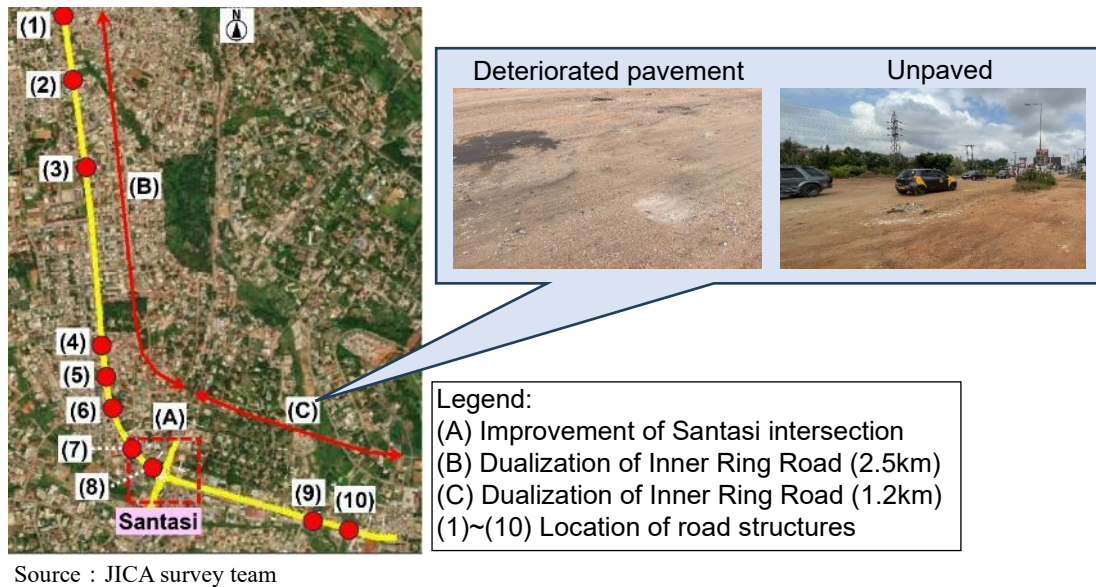 (1)
N
(2)
(3)
(B)
(4)
(5)
(6)
(A)
(C)
(7)
(8)
(9)
(10)
Santasi
Deteriorated pavement
Unpaved
Legend:
(A) Improvement of Santasi intersection
(B) Dualization of Inner Ring Road (2.5km)
(C) Dualization of Inner Ring Road (1.2km)
(1)~(10) Location of road structures
Source : JICA survey team